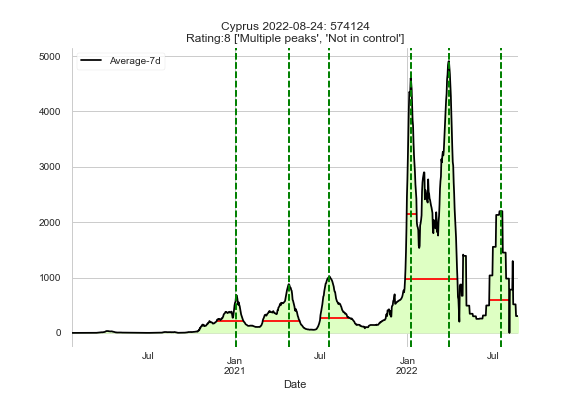 Cyprus 2022-08-24: 574124
Rating:8 ['Multiple peaks', 'Not in control']
Average-7d
5000
4000
3000
2000
1000
0
Jul
Jan
2021
Jul
Jan
2022
Jul
Date